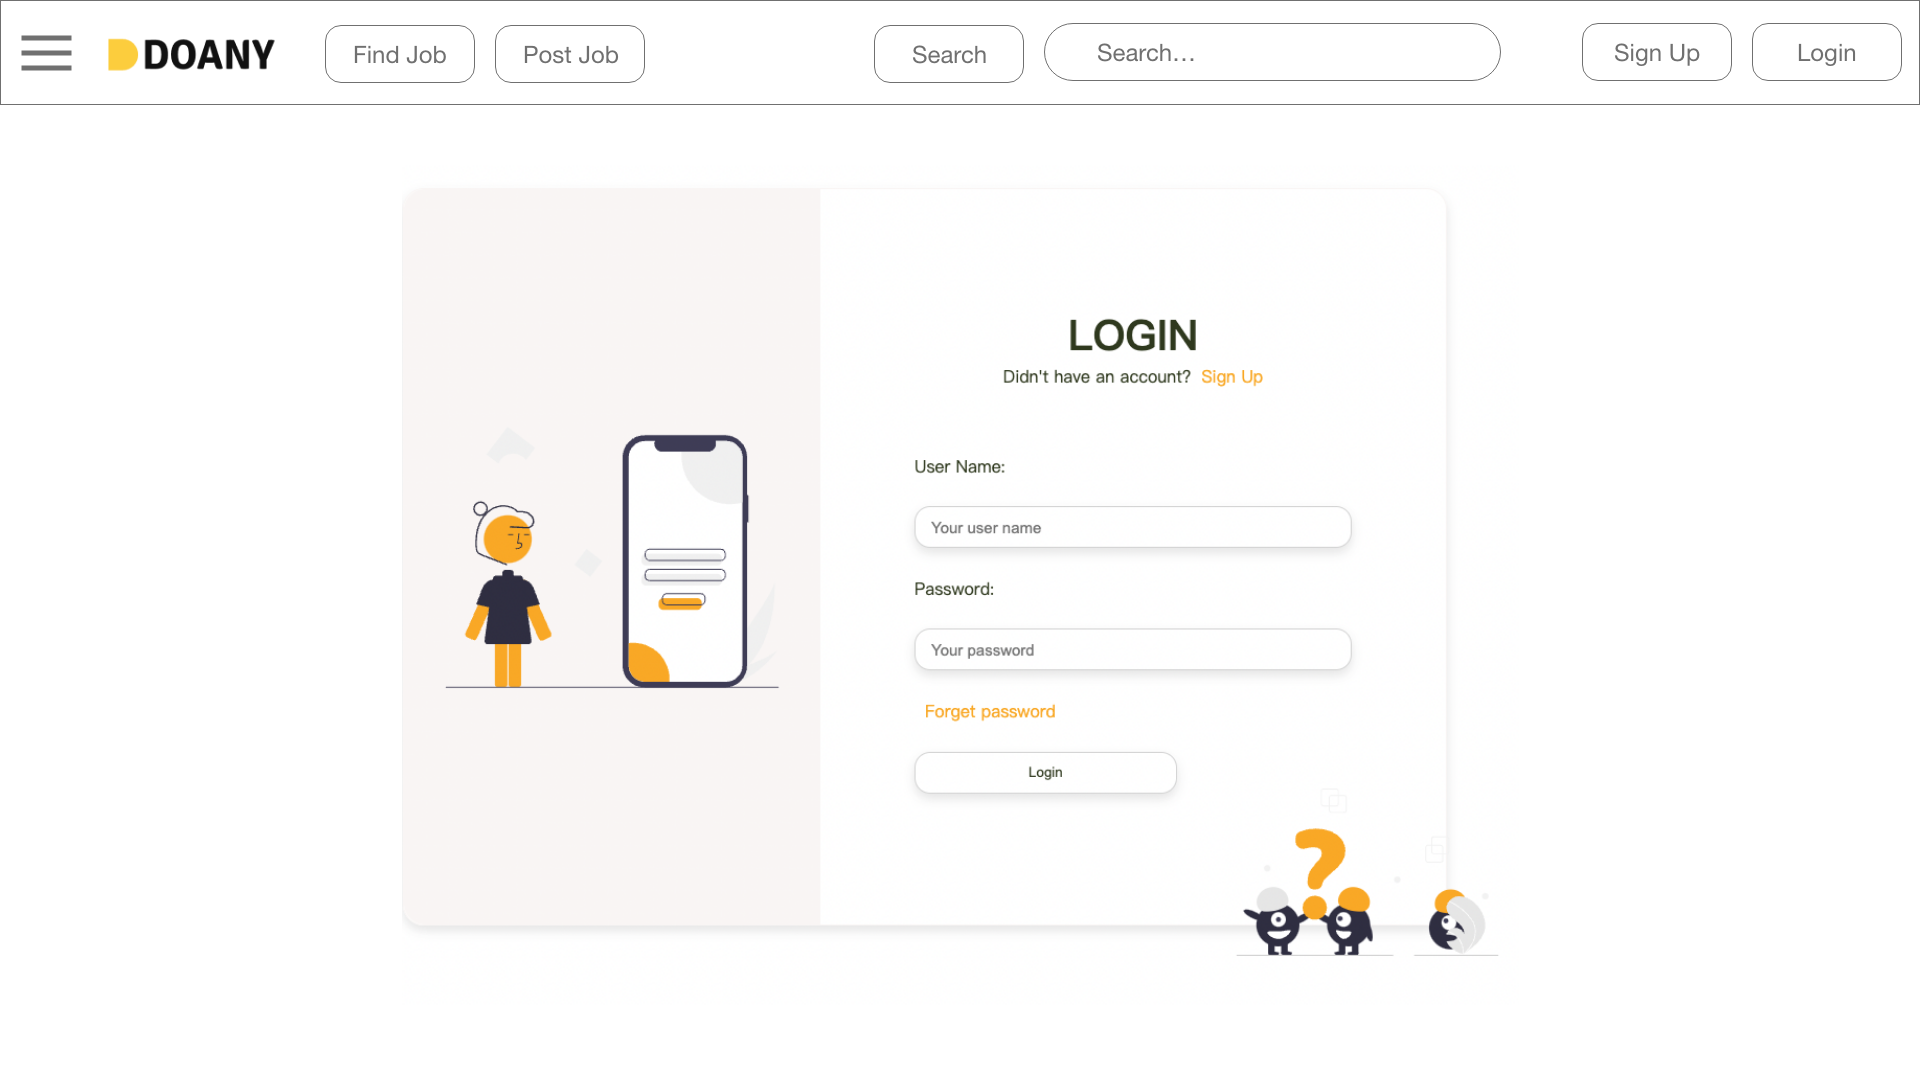 DOANY
Find Job
Post Job
Search
Search...
Sign Up
Login
LOGIN
Didn't have an account? Sign Up
User Name:
Your user name
Password:
Your password
Forget password
Login
?